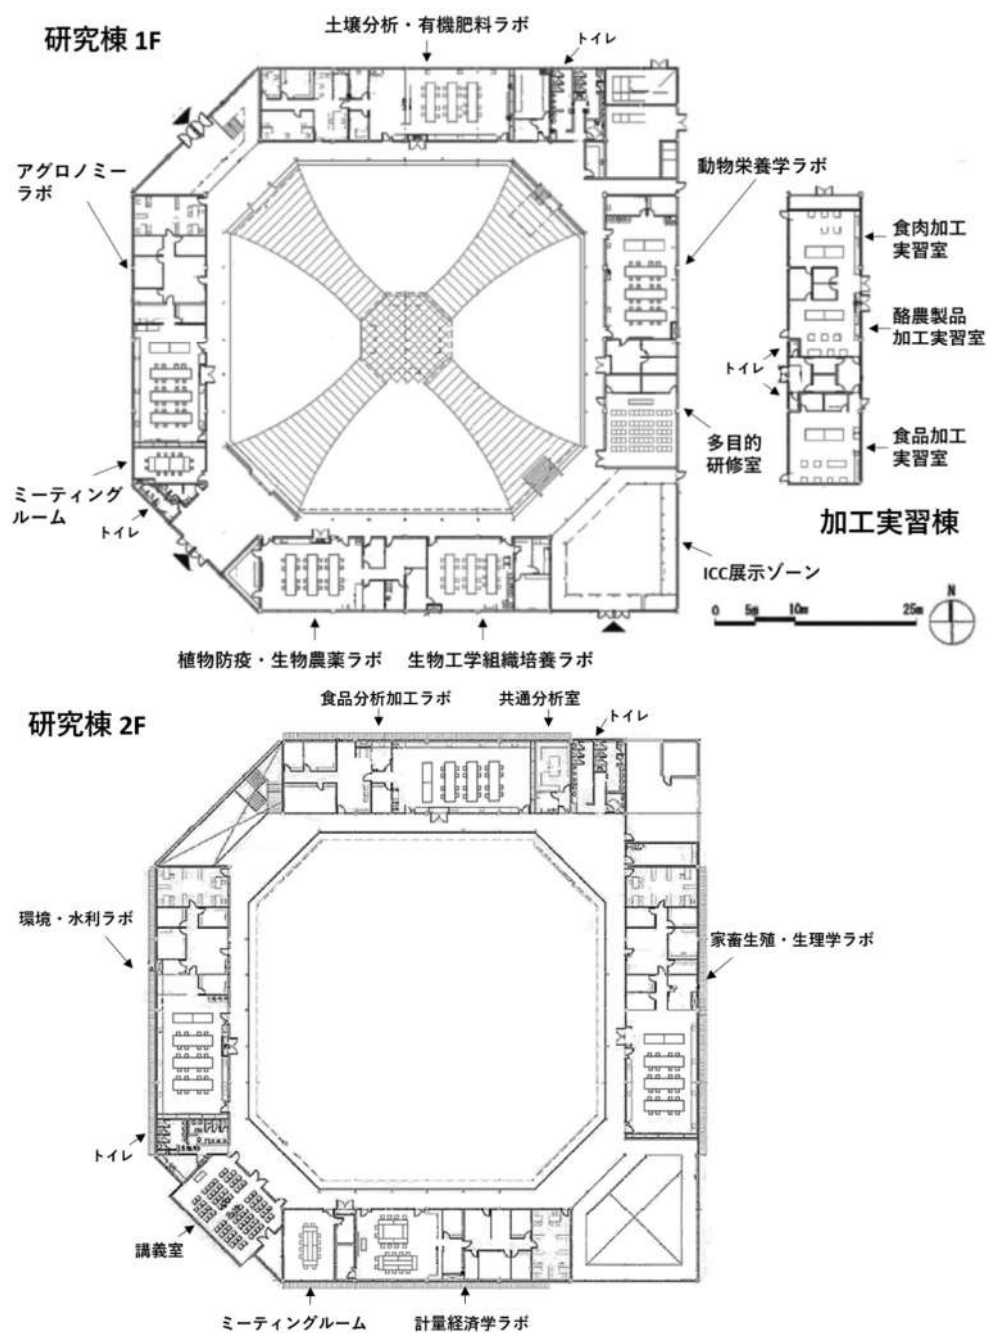 研究棟 1F
土壌分析・有機肥料ラボ
トイレ
アグロノミー
ラボ
動物栄養学ラボ
食肉加工
実習室
酪農製品
加工実習室
トイレ
多目的
研修室
食品加工
実習室
ミーティング
ルーム
トイレ
加工実習棟
ICC展示ゾーン
0 5m 10m 25m
N
植物防疫・生物農薬ラボ
生物工学組織培養ラボ
研究棟 2F
食品分析加工ラボ
共通分析室
トイレ
環境・水利ラボ
家畜生殖・生理学ラボ
トイレ
講義室
ミーティングルーム
計量経済学ラボ